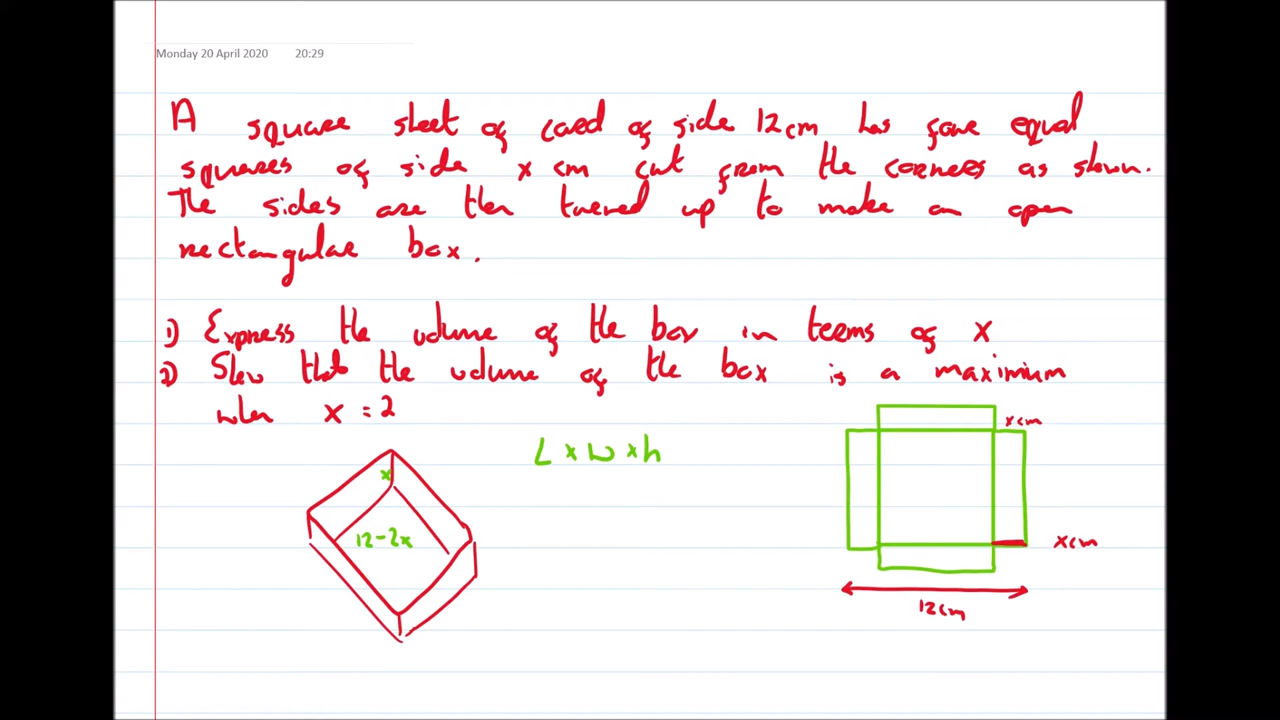 Monday 20 April 2020 20:29
A square sheet of card of side 12cm has four equal
squares of side x cm cut from the corners as shown.
The sides are then turned up to make an open
rectangular box.
1) Express the volume of the box in terms of x
2) Show that the volume of the box is a maximum
when x = 2
L x W x h
x
12-2x
x cm
x cm
12cm